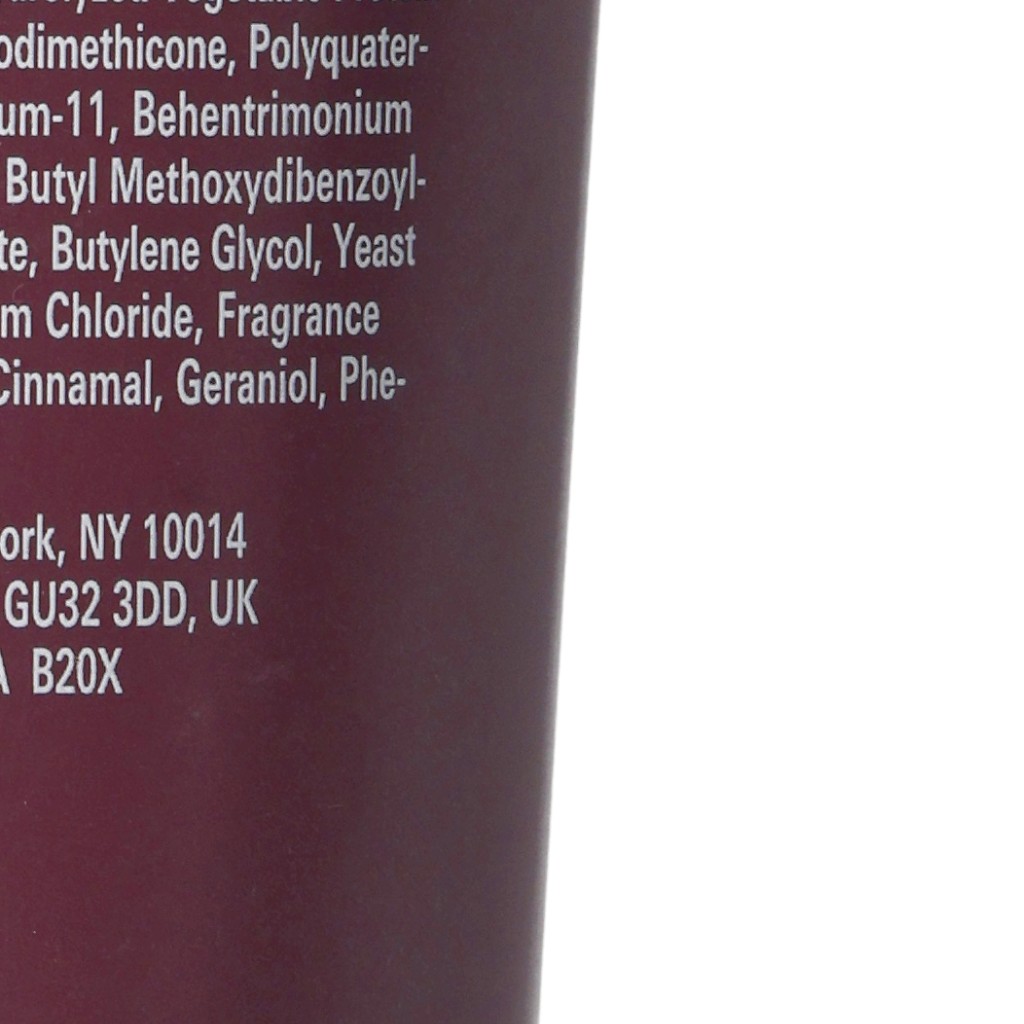 odimethicone, Polyquater-
um-11, Behentrimonium
Butyl Methoxydibenzoyl-
te, Butylene Glycol, Yeast
m Chloride, Fragrance
Cinnamal, Geraniol, Phe-
ork, NY 10014
GU32 3DD, UK
A B20X